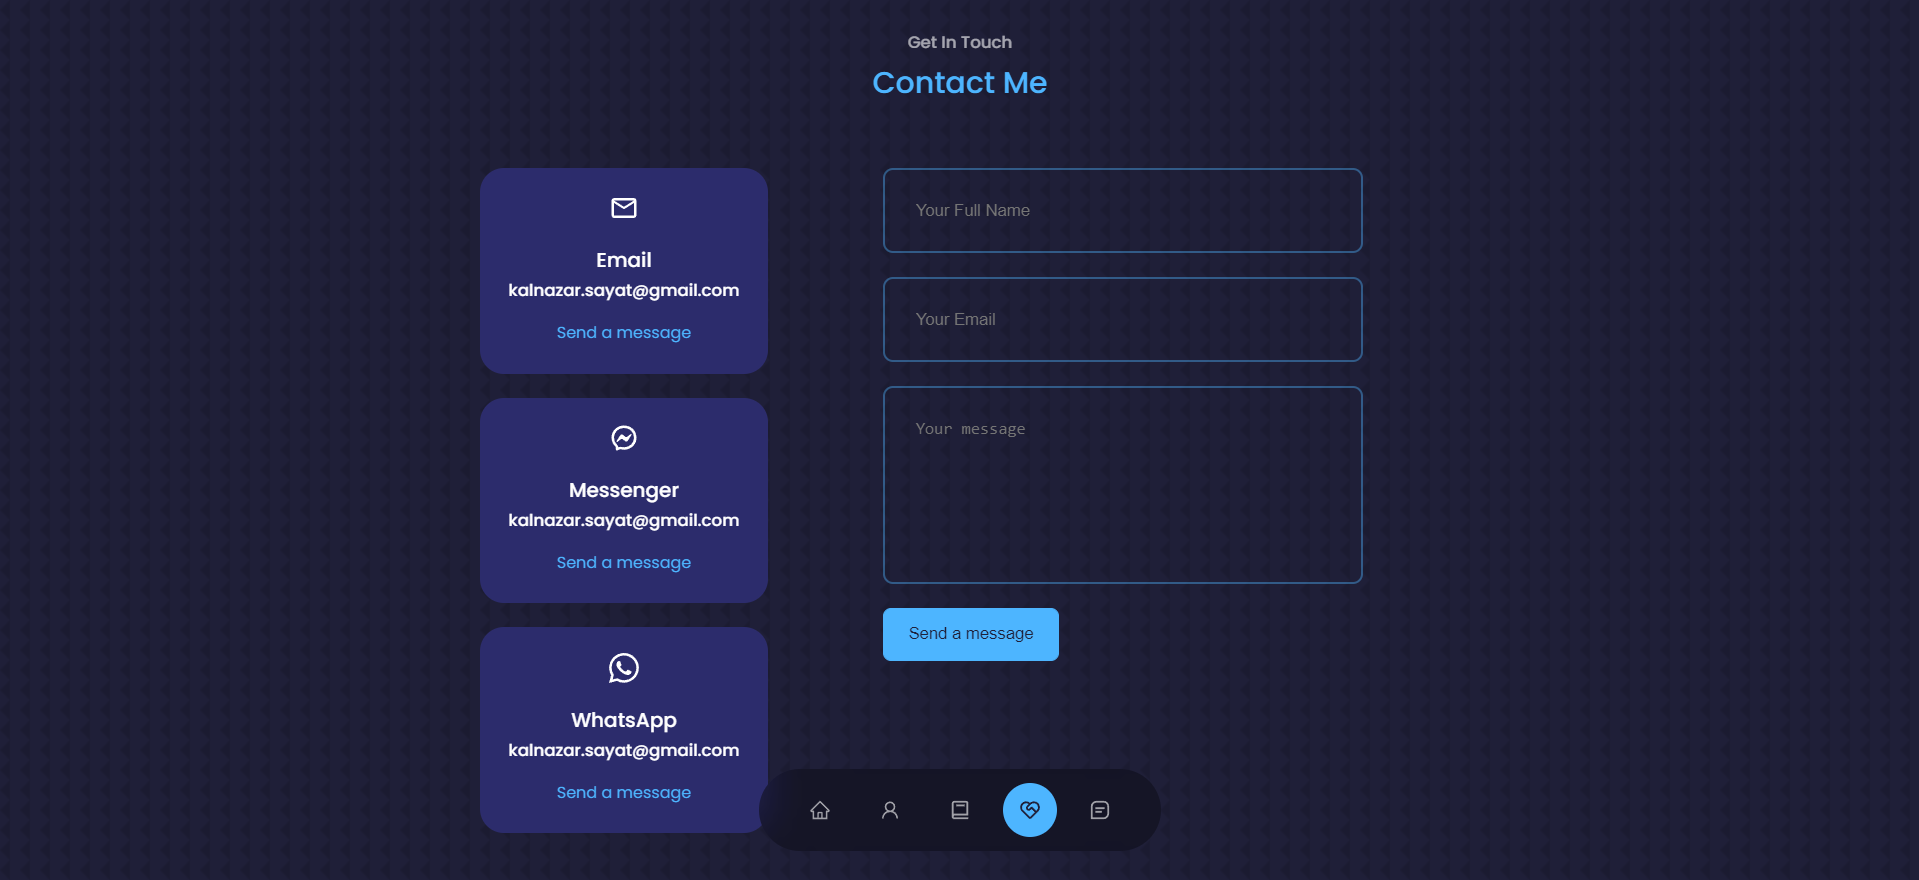 Get In Touch
Contact Me
Email
kalnazar.sayat@gmail.com
Send a message
Messenger
kalnazar.sayat@gmail.com
Send a message
WhatsApp
kalnazar.sayat@gmail.com
Send a message
Your Full Name
Your Email
Your message
Send a message